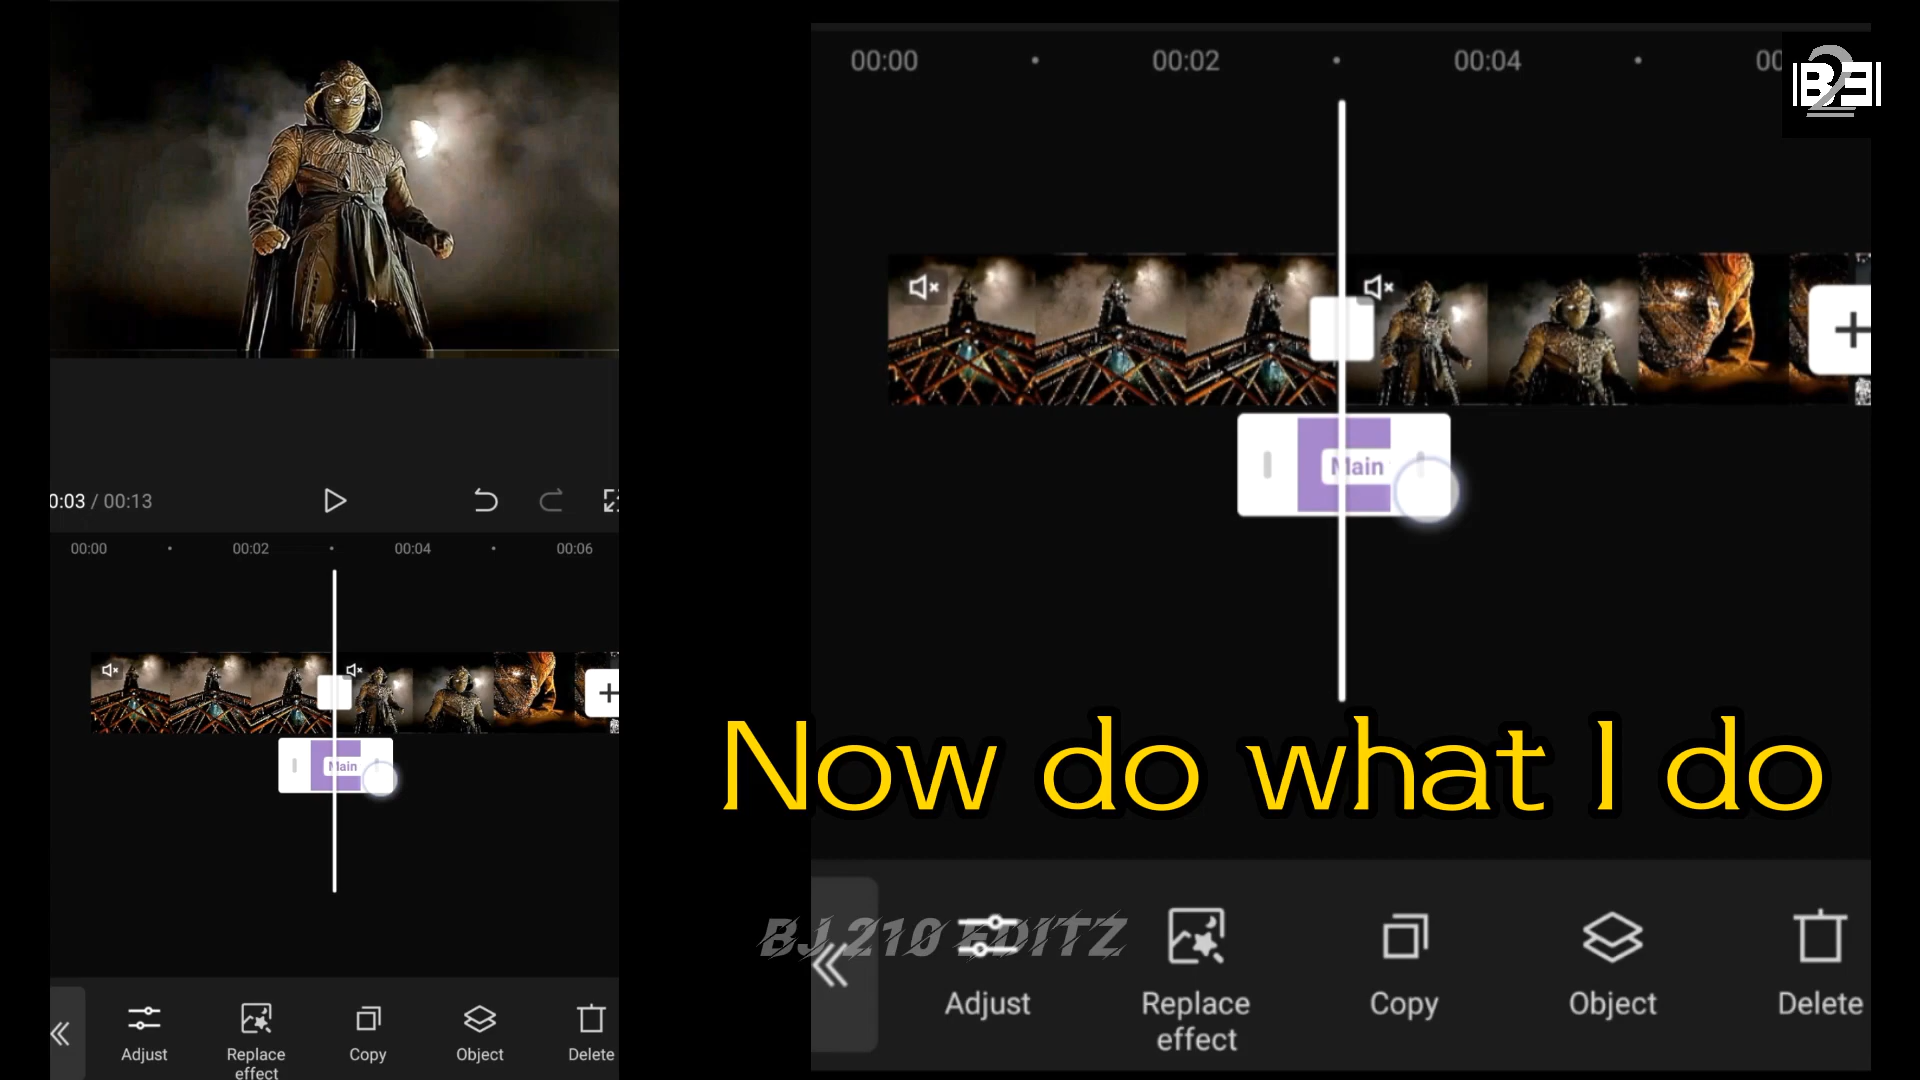 0:03 / 00:13
00:00
00:02
00:04
00:06
Main
Adjust
Replace
effect
Copy
Object
Delete
00:00
00:02
00:04
00
Main
Now do what I do
BJ 210 EDITZ
Adjust
Replace
effect
Copy
Object
Delete